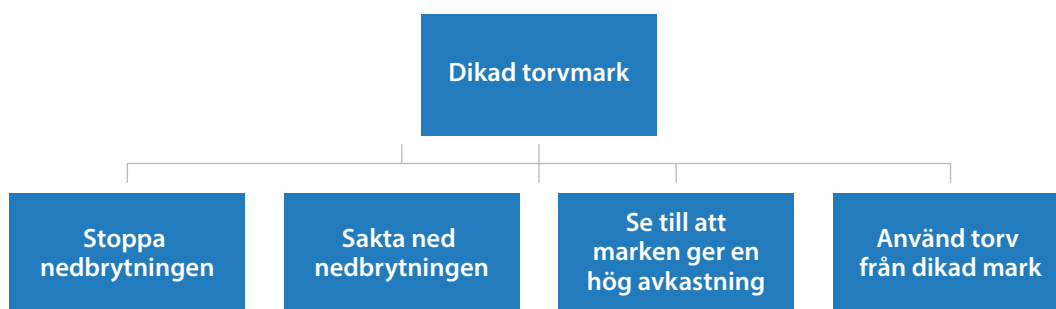 Dikad torvmark
Stoppa
nedbrytningen
Sakta ned
nedbrytningen
Se till att
marken ger en
hög avkastning
Använd torv
från dikad mark